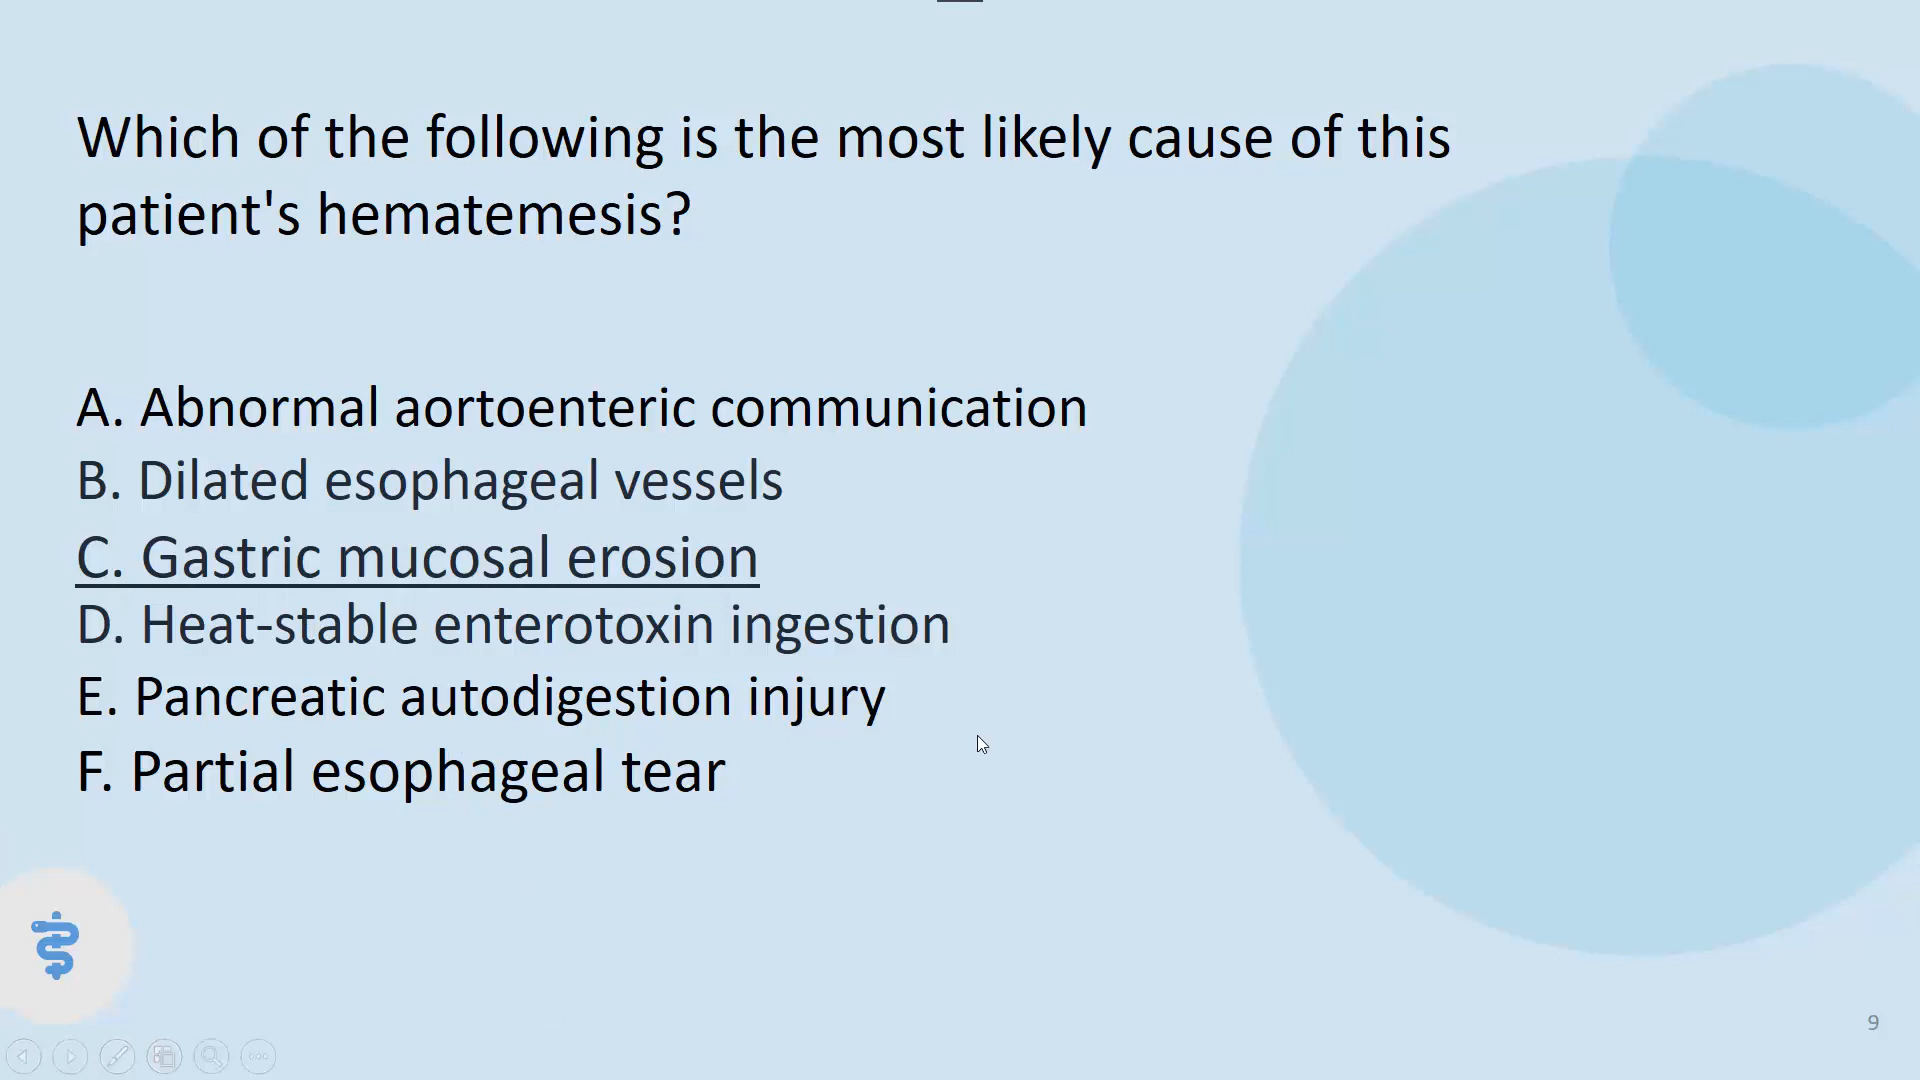 Which of the following is the most likely cause of this
patient's hematemesis?
A. Abnormal aortoenteric communication
B. Dilated esophageal vessels
C. Gastric mucosal erosion
D. Heat-stable enterotoxin ingestion
E. Pancreatic autodigestion injury
F. Partial esophageal tear
9